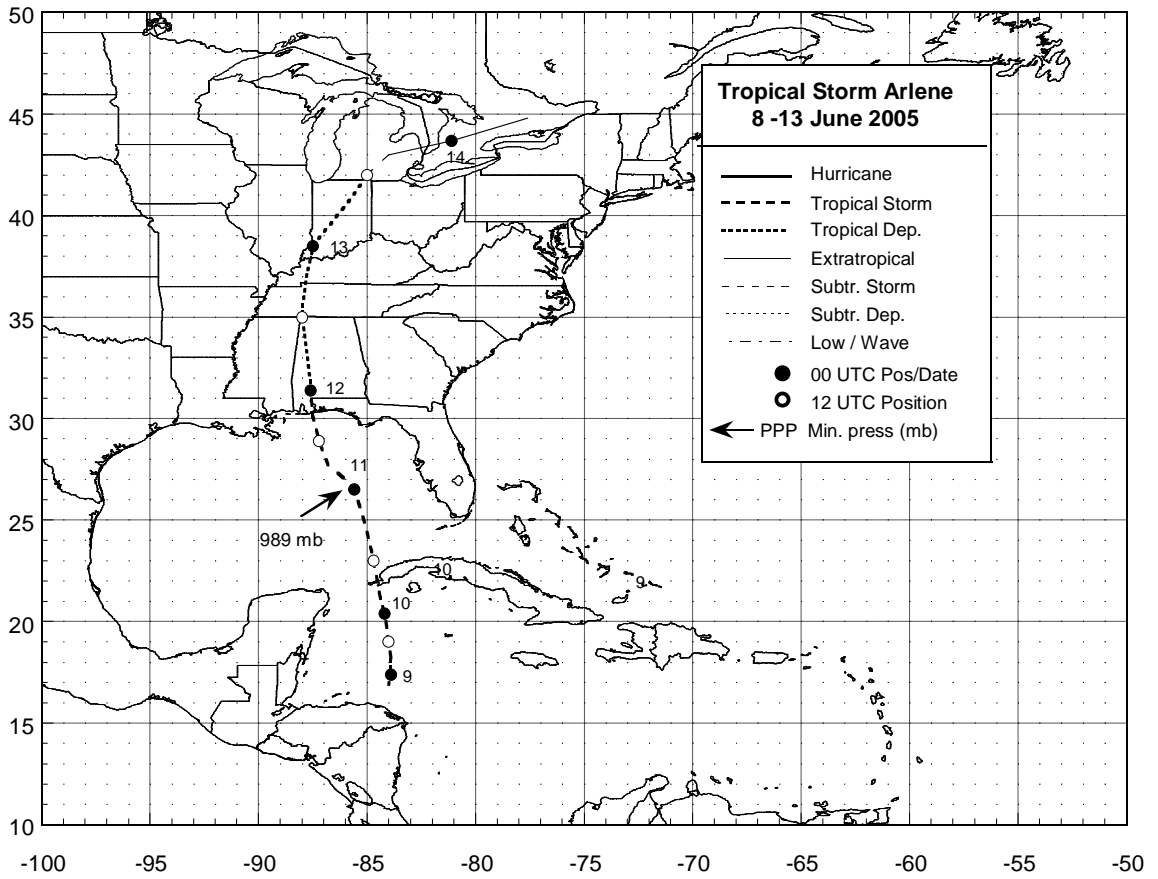 Tropical Storm Arlene
8 -13 June 2005
Hurricane
Tropical Storm
Tropical Dep.
Extratropical
Subtr. Storm
Subtr. Dep.
Low / Wave
00 UTC Pos/Date
12 UTC Position
PPP Min. press (mb)
50
45
40
35
30
25
20
15
10
14
13
12
11
989 mb
10
9
10
9
-100 -95 -90 -85 -80 -75 -70 -65 -60 -55 -50